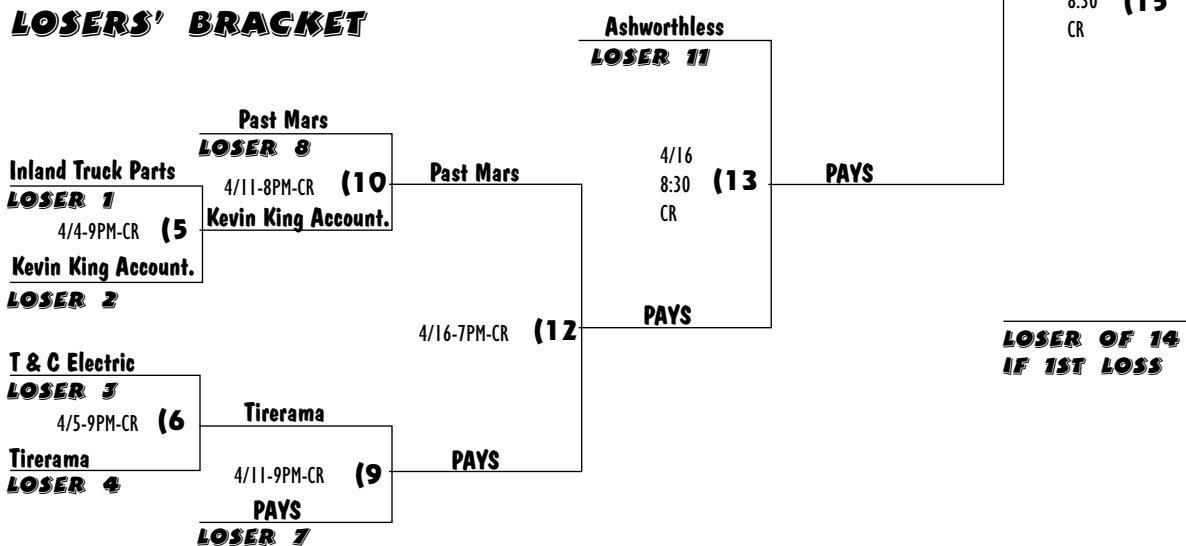 LOSERS' BRACKET
8:30 (15
CR
Ashworthless
LOSER 11
Past Mars
LOSER 8
Inland Truck Parts
LOSER 1
4/11-8PM-CR (10
Past Mars
4/16
8:30 (13
CR
PAYS
4/4-9PM-CR (5
Kevin King Account.
Kevin King Account.
LOSER 2
4/16-7PM-CR (12
PAYS
LOSER OF 14
IF 1ST LOSS
T & C Electric
LOSER 3
4/5-9PM-CR (6
Tirerama
Tirerama
LOSER 4
4/11-9PM-CR (9
PAYS
PAYS
LOSER 7